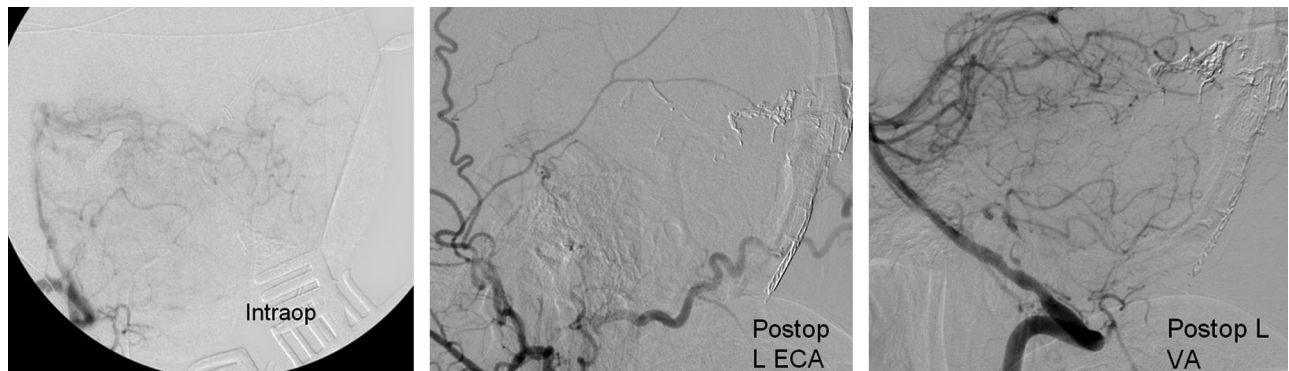 Intraop
Postop
L ECA
Postop L
VA